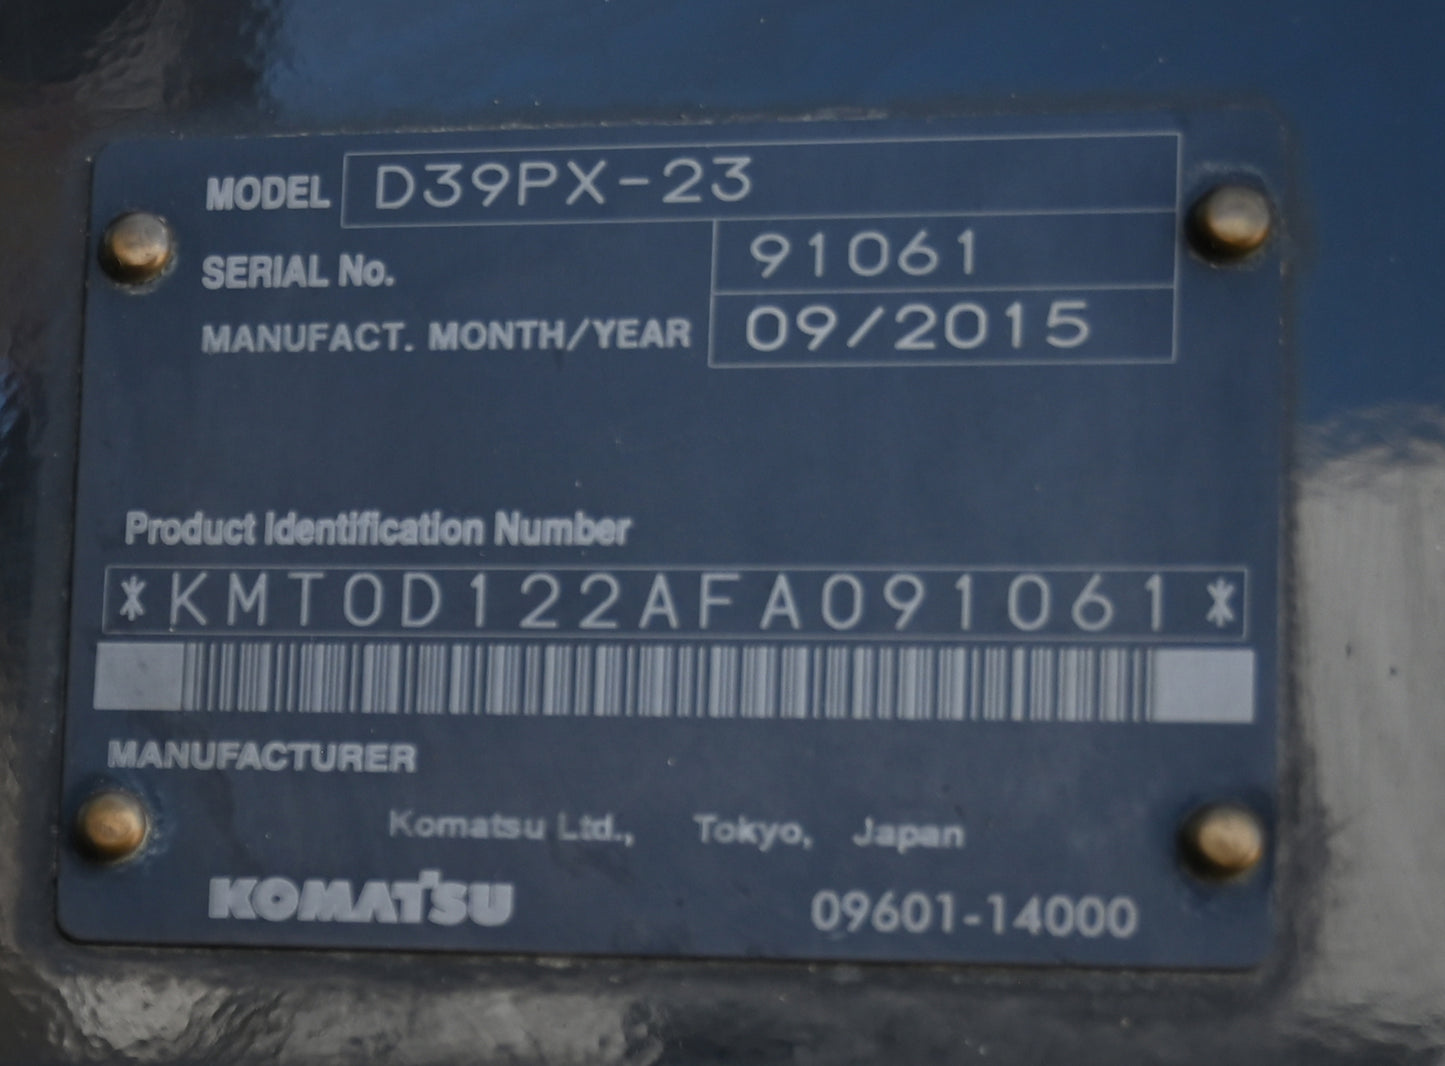 MODEL D39PX-23
SERIAL No. 91061
MANUFACT. MONTH/YEAR 09/2015
Product Identification Number
*KMT0D122AFA091061*
MANUFACTURER
Komatsu Ltd., Tokyo, Japan
KOMATSU 09601-14000